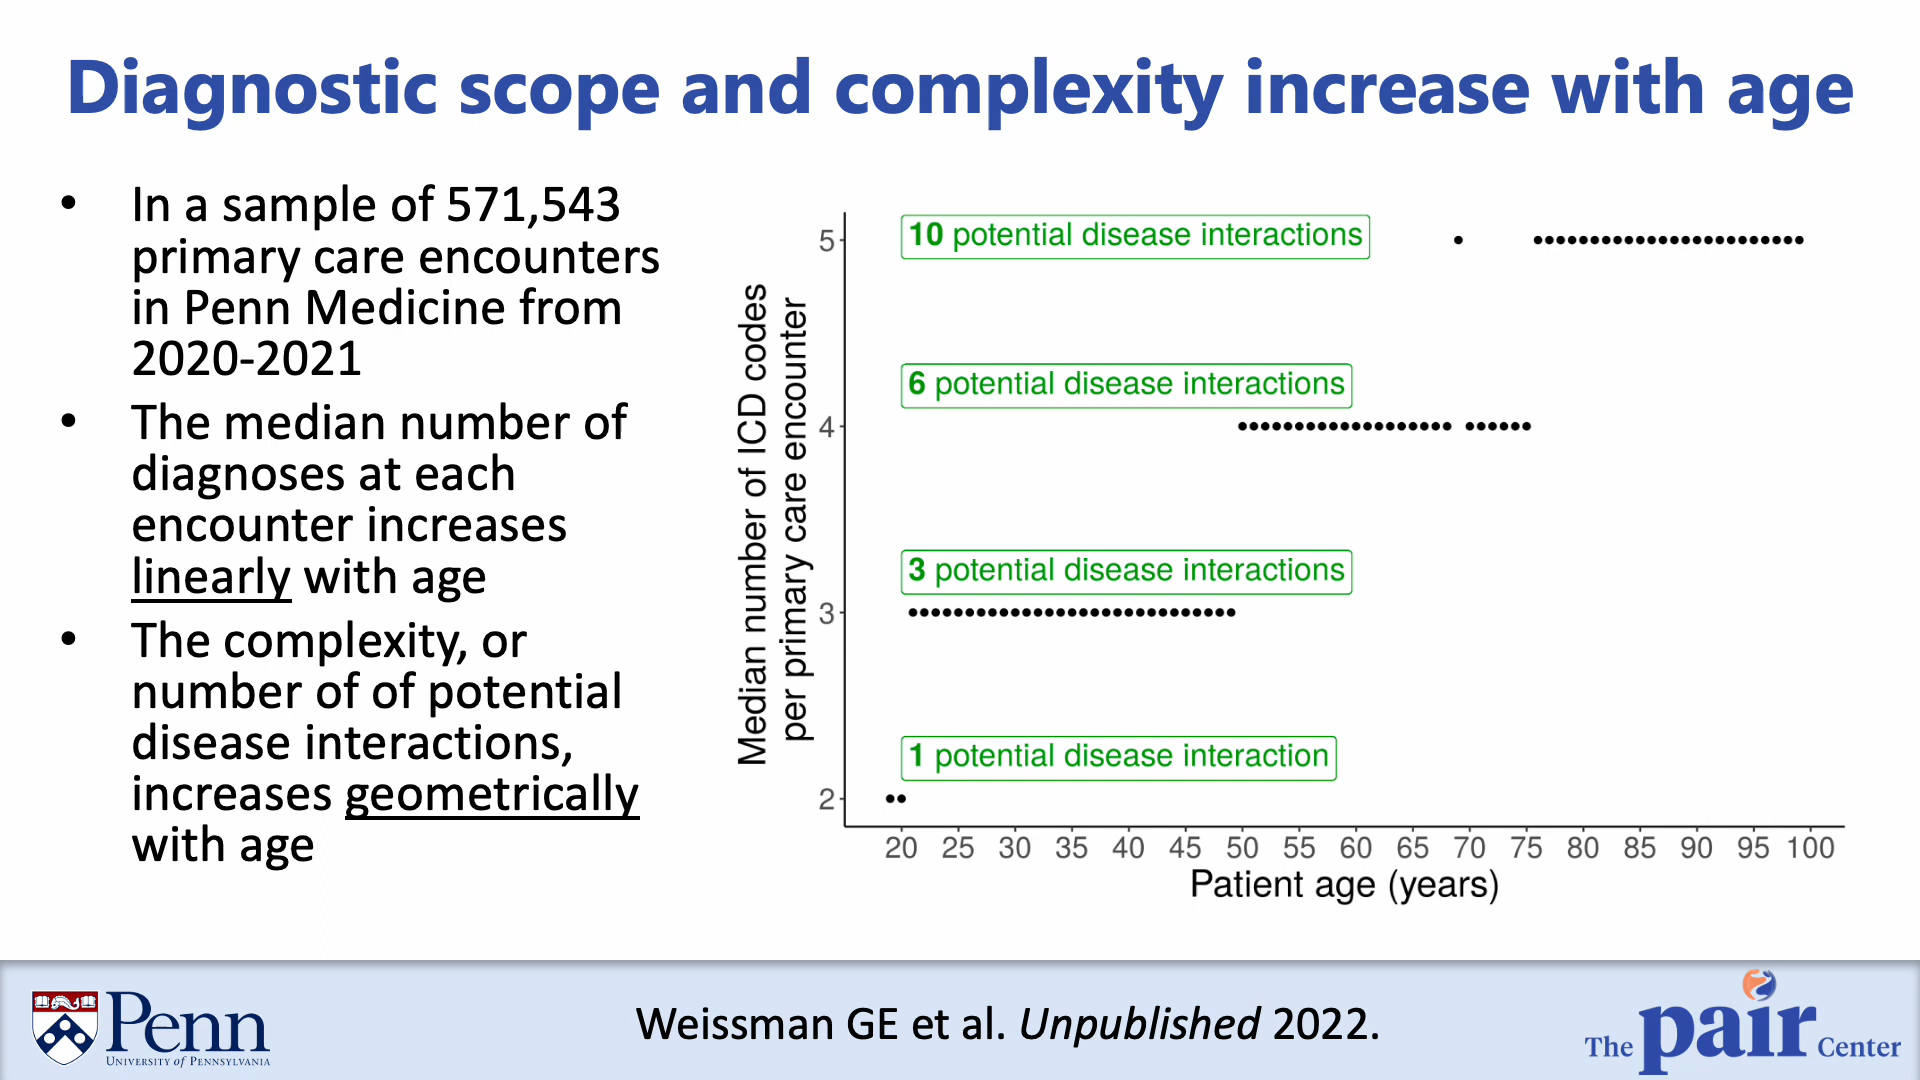 Diagnostic scope and complexity increase with age
• In a sample of 571,543
primary care encounters
in Penn Medicine from
2020-2021
• The median number of
diagnoses at each
encounter increases
linearly with age
• The complexity, or
number of of potential
disease interactions,
increases geometrically
with age
Median number of ICD codes
per primary care encounter
5
10 potential disease interactions
6 potential disease interactions
4
3 potential disease interactions
3
1 potential disease interaction
2
20 25 30 35 40 45 50 55 60 65 70 75 80 85 90 95 100
Patient age (years)
Penn
UNIVERSITY of PENNSYLVANIA
Weissman GE et al. Unpublished 2022.
The pair Center